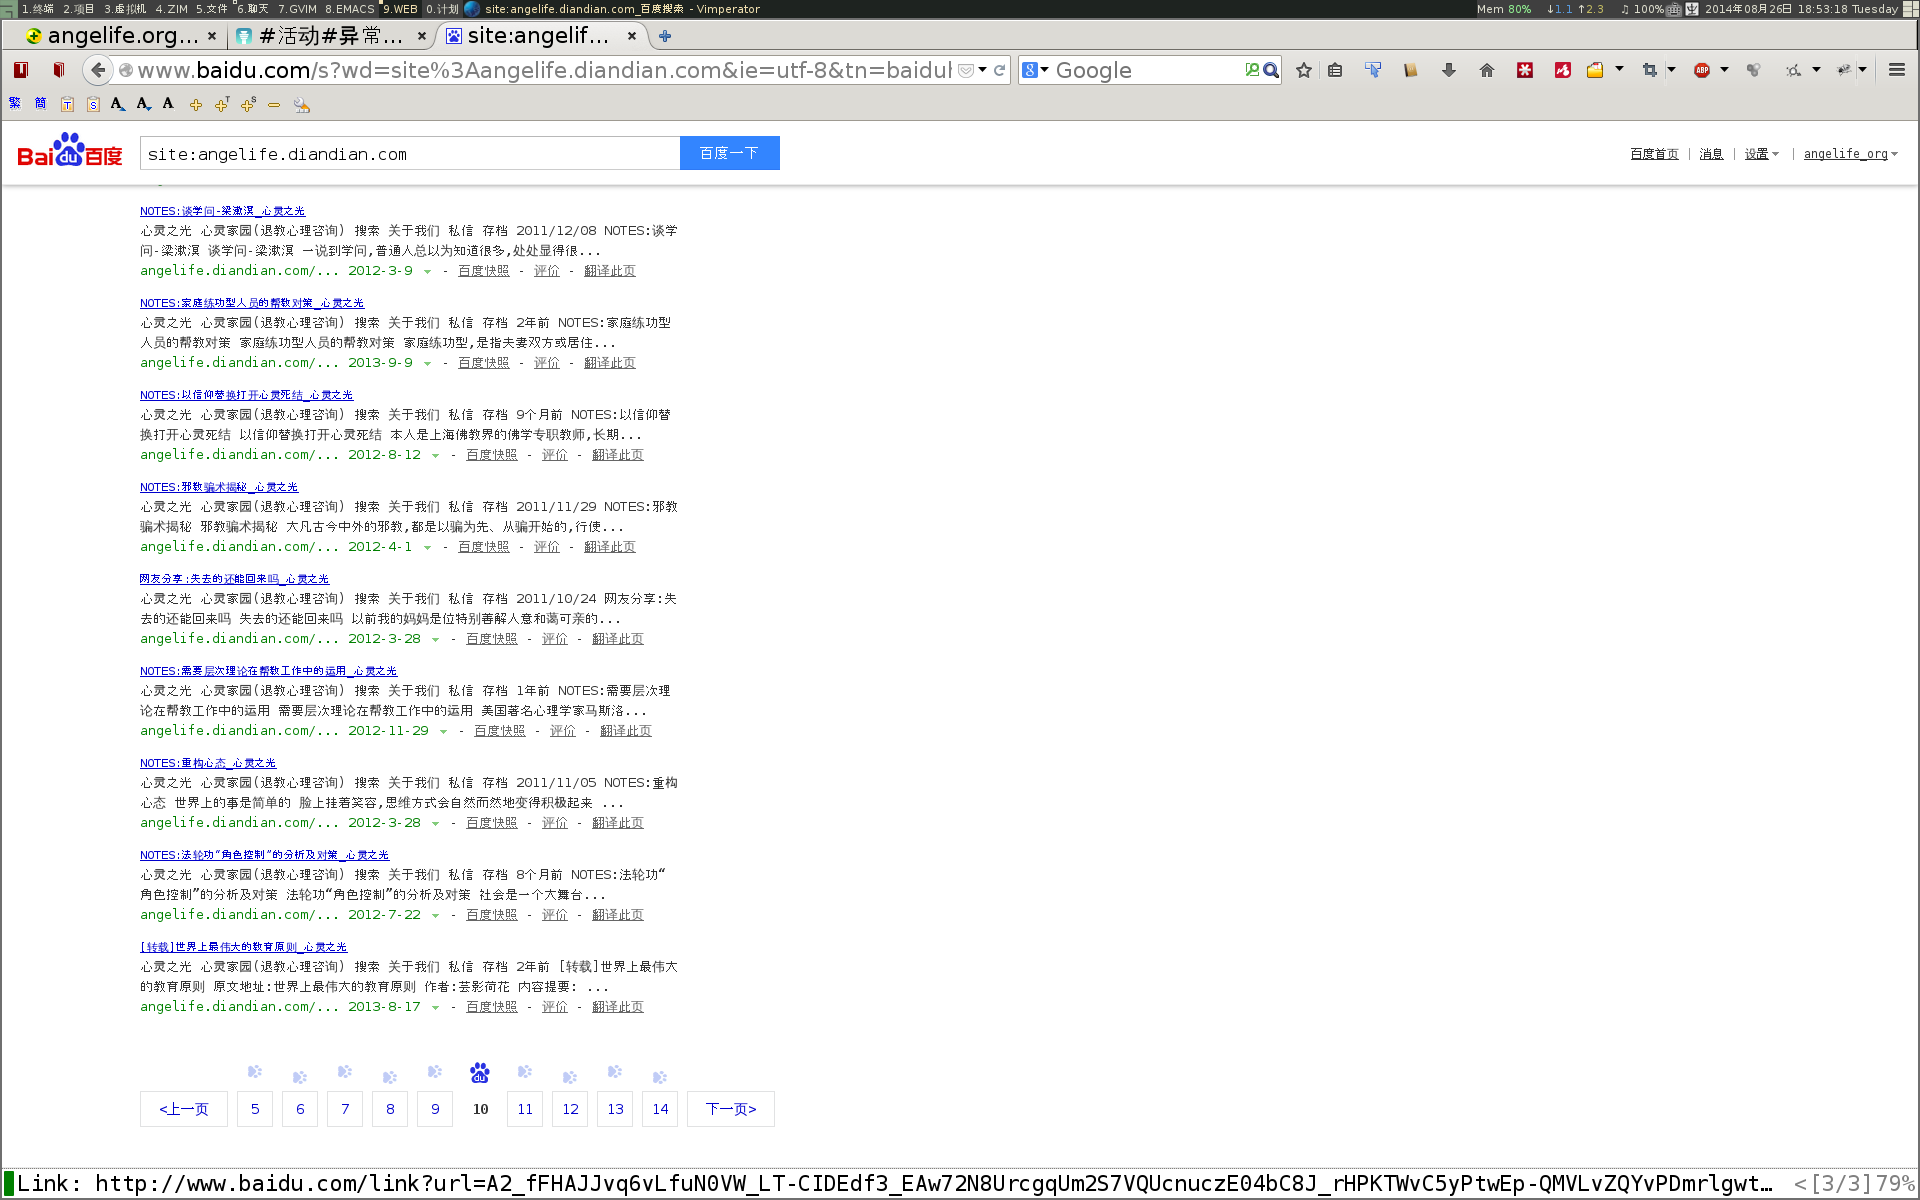 1.终端 2.项目 3.虚拟机 4.ZIM 5.文件 6.聊天 7.GVIM 8.EMACS 9.WEB 0.计划 site:angelife.diandian.com_百度搜索 - Vimperator Mem 80% ↓1.1 ↑2.3 ♫ 100% 2014年08月26日 18:53:18 Tuesday
angelife.org... × #活动#异常... × site:angelif... ×
www.baidu.com/s?wd=site%3Aangelife.diandian.com&ie=utf-8&tn=baidu Google
繁 簡 T S A A A T S
Bai du 百度 site:angelife.diandian.com 百度一下 百度首页 | 消息 | 设置 | angelife_org
NOTES:谈学问-梁漱溟_心灵之光
心灵之光 心灵家园(退教心理咨询) 搜索 关于我们 私信 存档 2011/12/08 NOTES:谈学
问-梁漱溟 谈学问-梁漱溟 一说到学问,普通人总以为知道很多,处处显得很...
angelife.diandian.com/... 2012-3-9 - 百度快照 - 评价 - 翻译此页
NOTES:家庭练功型人员的帮教对策_心灵之光
心灵之光 心灵家园(退教心理咨询) 搜索 关于我们 私信 存档 2年前 NOTES:家庭练功型
人员的帮教对策 家庭练功型人员的帮教对策 家庭练功型,是指夫妻双方或居住...
angelife.diandian.com/... 2013-9-9 - 百度快照 - 评价 - 翻译此页
NOTES:以信仰替换打开心灵死结_心灵之光
心灵之光 心灵家园(退教心理咨询) 搜索 关于我们 私信 存档 9个月前 NOTES:以信仰替
换打开心灵死结 以信仰替换打开心灵死结 本人是上海佛教界的佛学专职教师,长期...
angelife.diandian.com/... 2012-8-12 - 百度快照 - 评价 - 翻译此页
NOTES:邪教骗术揭秘_心灵之光
心灵之光 心灵家园(退教心理咨询) 搜索 关于我们 私信 存档 2011/11/29 NOTES:邪教
骗术揭秘 邪教骗术揭秘 大凡古今中外的邪教,都是以骗为先、从骗开始的,行使...
angelife.diandian.com/... 2012-4-1 - 百度快照 - 评价 - 翻译此页
网友分享:失去的还能回来吗_心灵之光
心灵之光 心灵家园(退教心理咨询) 搜索 关于我们 私信 存档 2011/10/24 网友分享:失
去的还能回来吗 失去的还能回来吗 以前我的妈妈是位特别善解人意和蔼可亲的...
angelife.diandian.com/... 2012-3-28 - 百度快照 - 评价 - 翻译此页
NOTES:需要层次理论在帮教工作中的运用_心灵之光
心灵之光 心灵家园(退教心理咨询) 搜索 关于我们 私信 存档 1年前 NOTES:需要层次理
论在帮教工作中的运用 需要层次理论在帮教工作中的运用 美国著名心理学家马斯洛...
angelife.diandian.com/... 2012-11-29 - 百度快照 - 评价 - 翻译此页
NOTES:重构心态_心灵之光
心灵之光 心灵家园(退教心理咨询) 搜索 关于我们 私信 存档 2011/11/05 NOTES:重构
心态 世界上的事是简单的 脸上挂着笑容,思维方式会自然而然地变得积极起来 ...
angelife.diandian.com/... 2012-3-28 - 百度快照 - 评价 - 翻译此页
NOTES:法轮功“角色控制”的分析及对策_心灵之光
心灵之光 心灵家园(退教心理咨询) 搜索 关于我们 私信 存档 8个月前 NOTES:法轮功“
角色控制”的分析及对策 法轮功“角色控制”的分析及对策 社会是一个大舞台...
angelife.diandian.com/... 2012-7-22 - 百度快照 - 评价 - 翻译此页
[转载]世界上最伟大的教育原则_心灵之光
心灵之光 心灵家园(退教心理咨询) 搜索 关于我们 私信 存档 2年前 [转载]世界上最伟大
的教育原则 原文地址:世界上最伟大的教育原则 作者:芸影荷花 内容提要: ...
angelife.diandian.com/... 2013-8-17 - 百度快照 - 评价 - 翻译此页
<上一页 5 6 7 8 9 10 11 12 13 14 下一页>
Link: http://www.baidu.com/link?url=A2_fFHAJJvq6vLfuN0VW_LT-CIDEdf3_EAw72N8UrcgqUm2S7VQUcnuczE04bC8J_rHPKTWvC5yPtwEp-QMVLvZQYvPDmrlgwt... <[3/3]79%